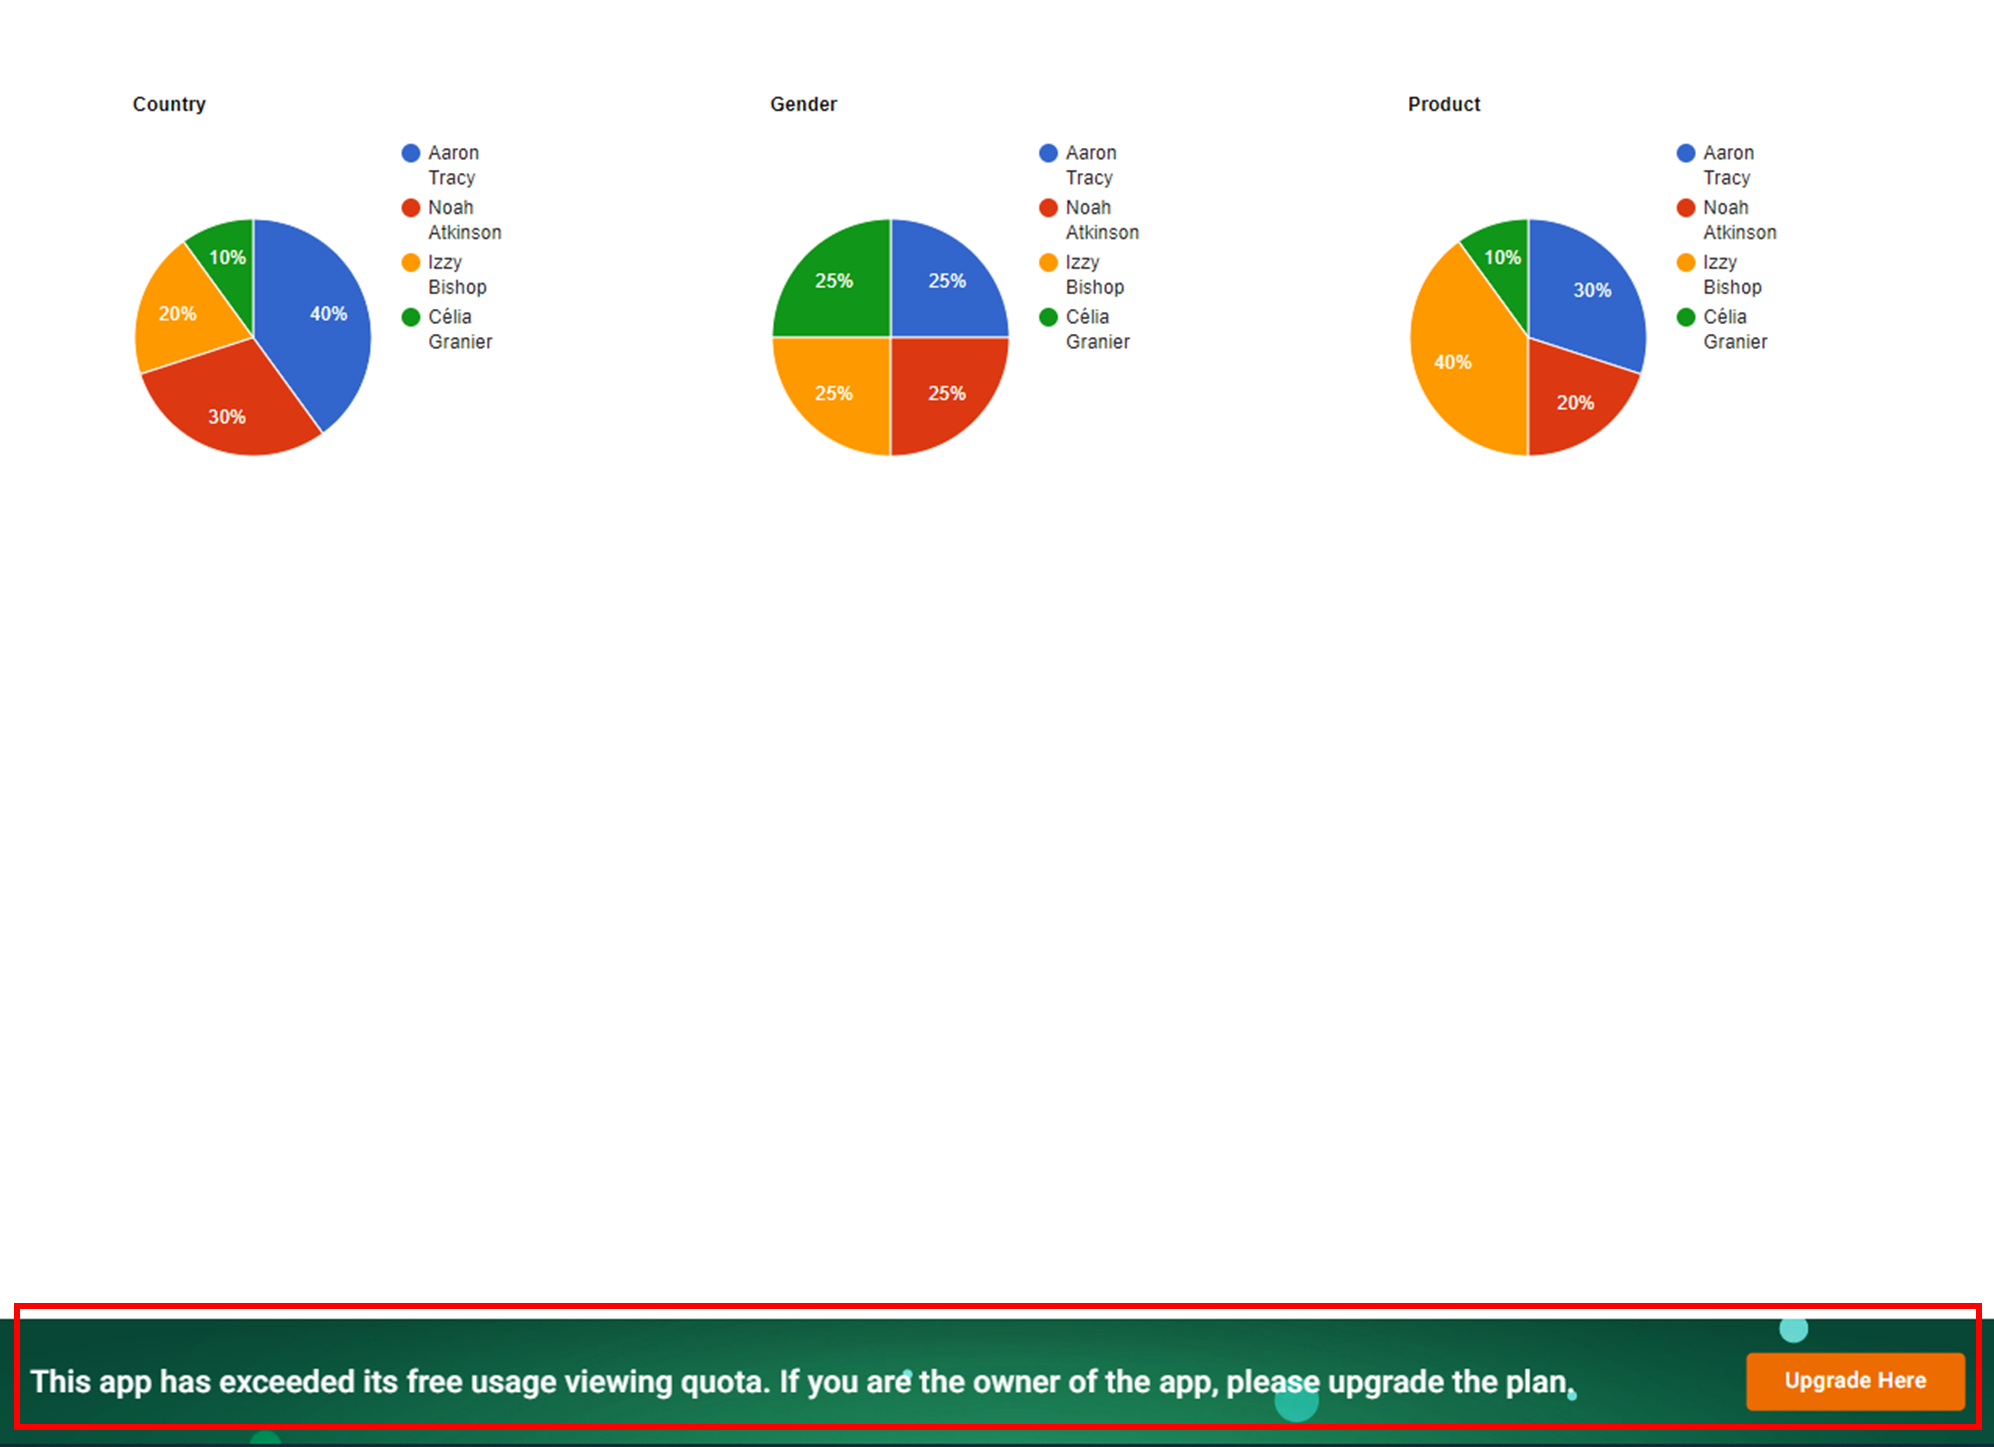 Country
Aaron
Tracy
Noah
Atkinson
Izzy
Bishop
Célia
Granier
10%
20%
40%
30%
Gender
Aaron
Tracy
Noah
Atkinson
Izzy
Bishop
Célia
Granier
25%
25%
25%
25%
Product
Aaron
Tracy
Noah
Atkinson
Izzy
Bishop
Célia
Granier
10%
30%
40%
20%
This app has exceeded its free usage viewing quota. If you are the owner of the app, please upgrade the plan.
Upgrade Here